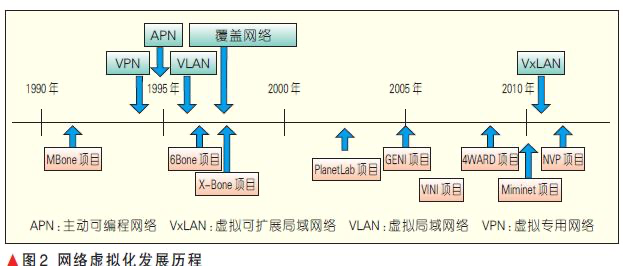 APN
覆盖网络
VPN
VLAN
VxLAN
1990 年
1995 年
2000 年
2005 年
2010 年
MBone 项目
6Bone 项目
X-Bone 项目
PlanetLab 项目
GENI 项目
VINI 项目
4WARD 项目
Miminet 项目
NVP 项目
APN：主动可编程网络 VxLAN：虚拟可扩展局域网络 VLAN：虚拟局域网络 VPN：虚拟专用网络
▲图2 网络虚拟化发展历程